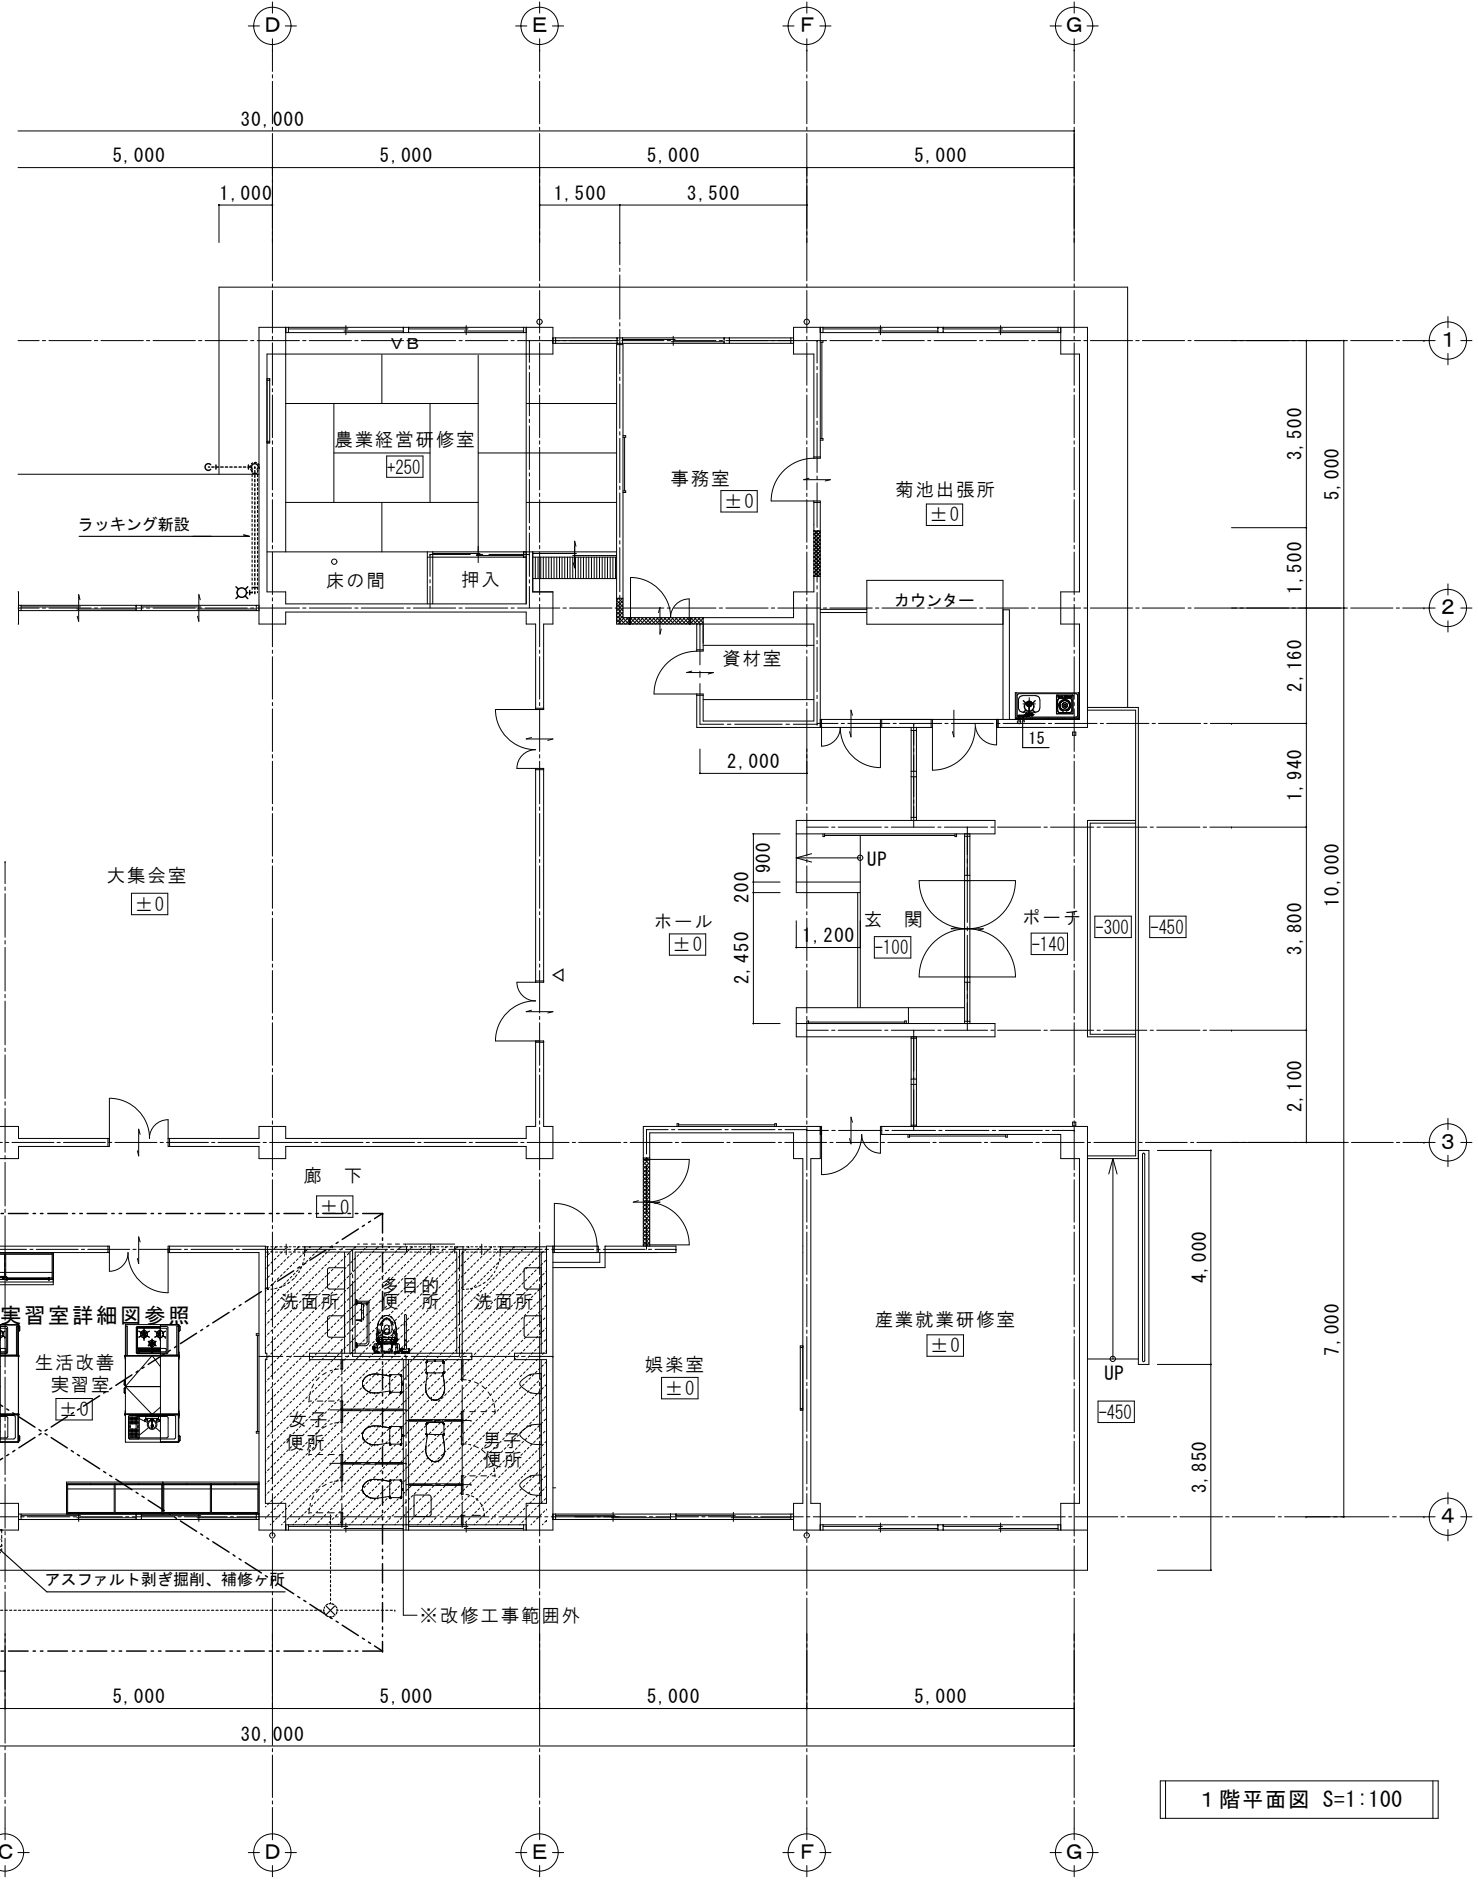 D E F G
30,000
5,000 5,000 5,000 5,000
1,000 1,500 3,500
1
VB
3,500
5,000
農業経営研修室
+250
事務室
±0
菊池出張所
±0
ラッキング新設
床の間
押入
カウンター
1,500
2
資材室
2,160
15
2,000
1,940
900
UP
大集会室
±0
200
10,000
ホール
±0
1,200
玄 関
-100
ポーチ
-140
-300
-450
2,450
3,800
2,100
3
廊 下
±0
4,000
多目的
便 所
洗面所
洗面所
実習室詳細図参照
産業就業研修室
±0
7,000
生活改善
実習室
±0
娯楽室
±0
UP
-450
女子
便所
男子
便所
3,850
4
アスファルト剥ぎ掘削、補修ヶ所
※改修工事範囲外
5,000 5,000 5,000 5,000
30,000
1階平面図 S=1:100
C D E F G